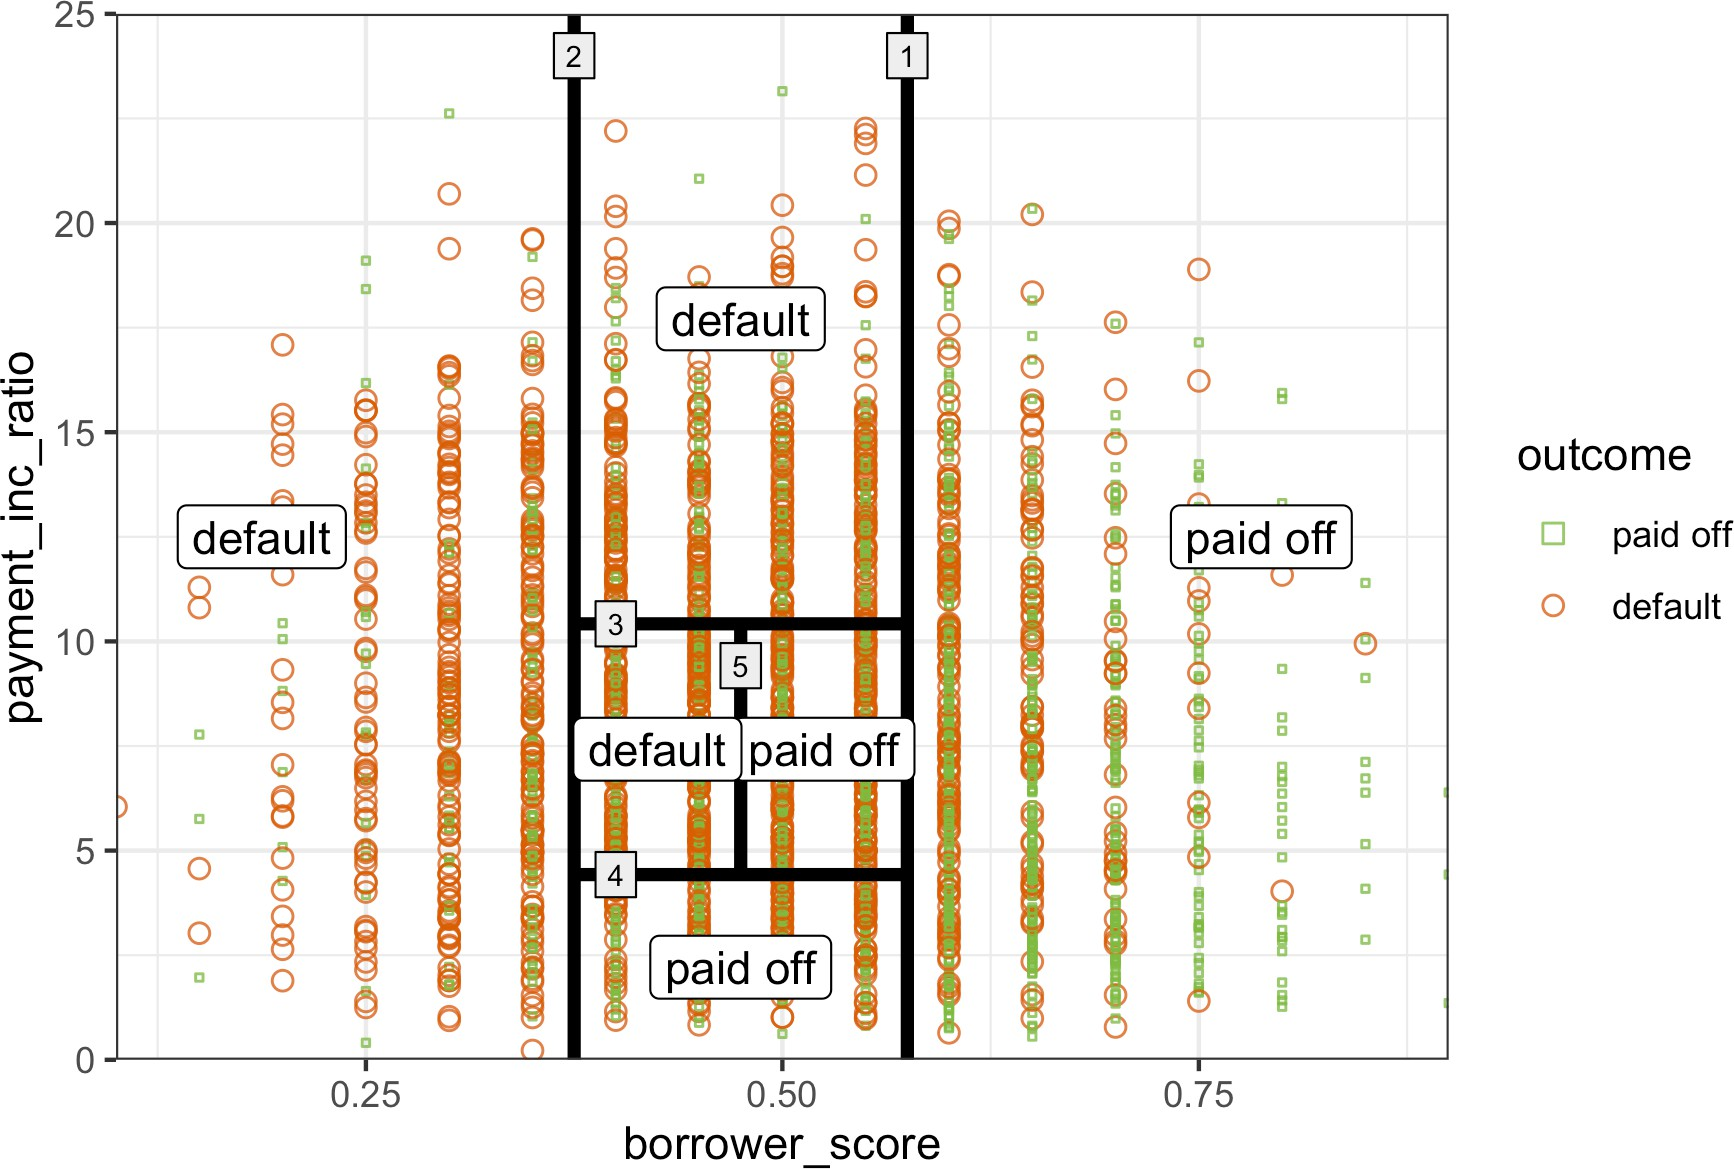 25
20
15
10
5
0
payment_inc_ratio
2
1
default
default
paid off
3
5
default
paid off
4
paid off
0.25
0.50
0.75
borrower_score
outcome
paid off
default